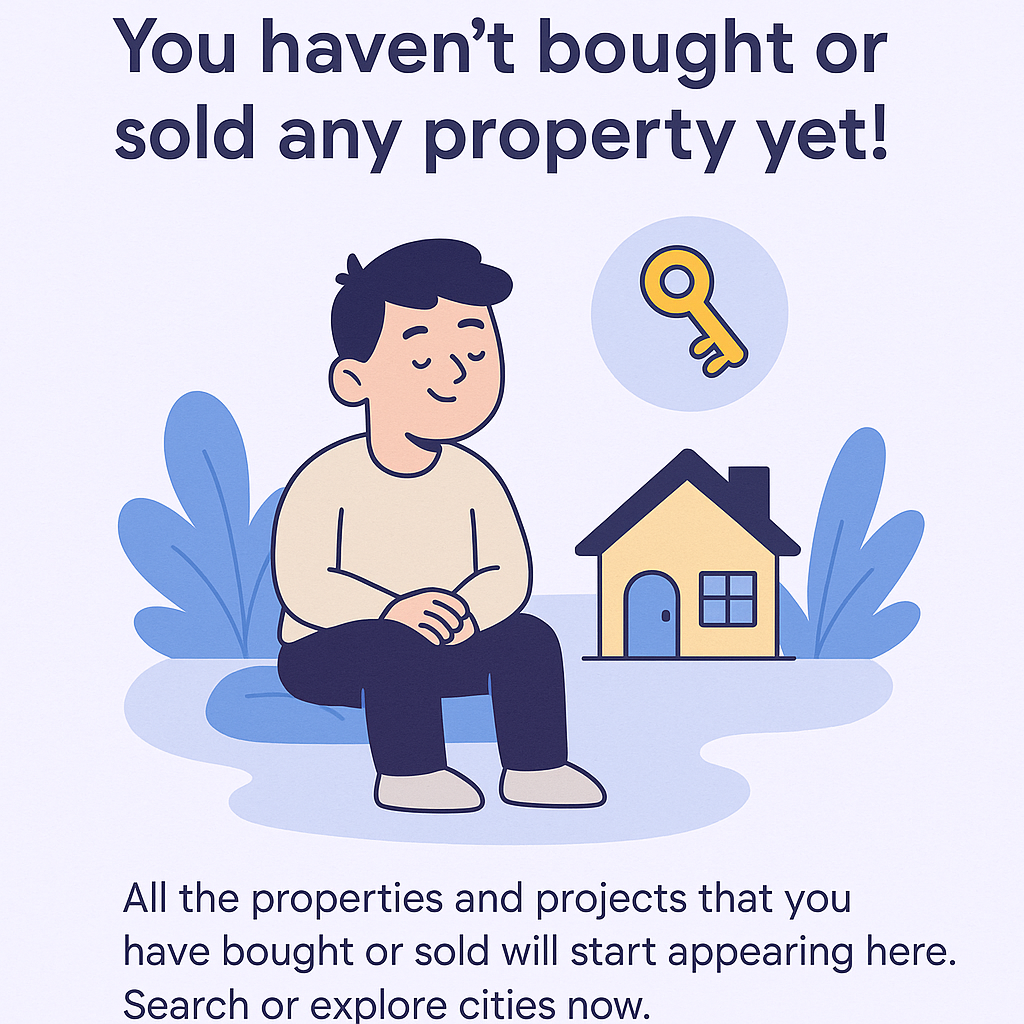 You haven’t bought or
sold any property yet!
All the properties and projects that you
have bought or sold will start appearing here.
Search or explore cities now.